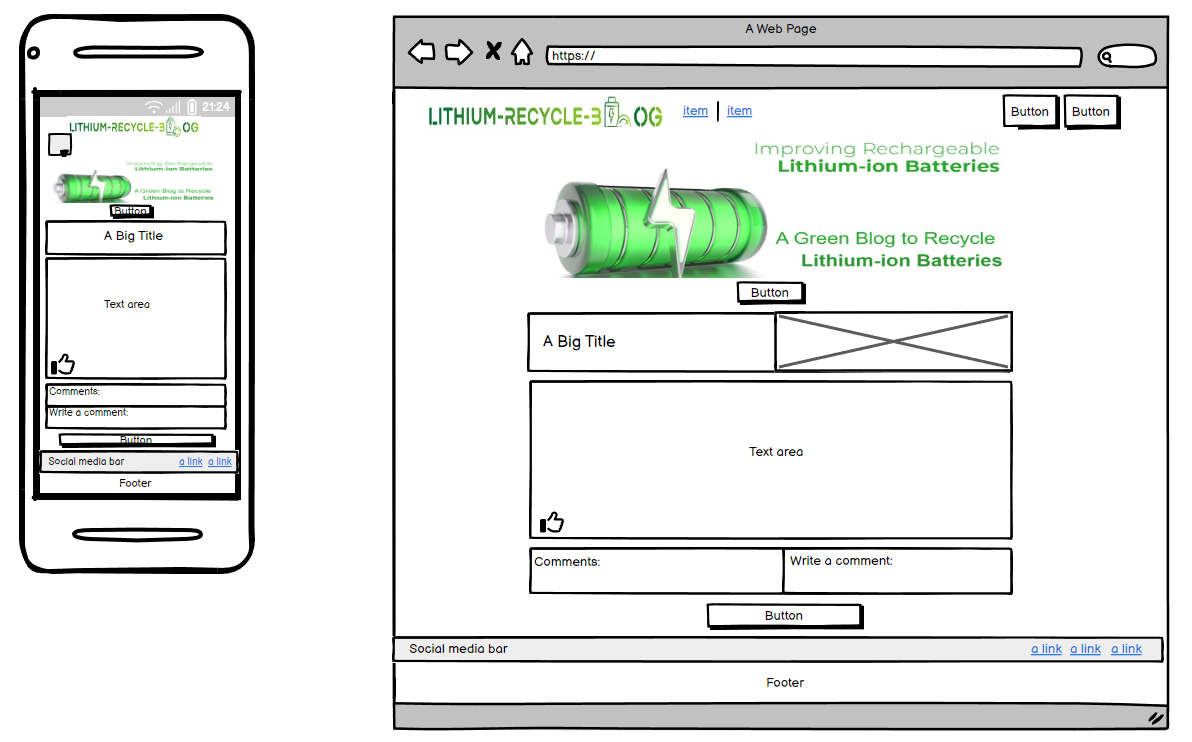 21:24
LITHIUM-RECYCLE-B OG
Improving Rechargeable
Lithium-ion Batteries
A Green Blog to Recycle
Lithium-ion Batteries
Button
A Big Title
Text area
Comments:
Write a comment:
Button
Social media bar a link a link
Footer
A Web Page
https://
LITHIUM-RECYCLE-B OG item item Button Button
Improving Rechargeable
Lithium-ion Batteries
A Green Blog to Recycle
Lithium-ion Batteries
Button
A Big Title
Text area
Comments: Write a comment:
Button
Social media bar a link a link a link
Footer